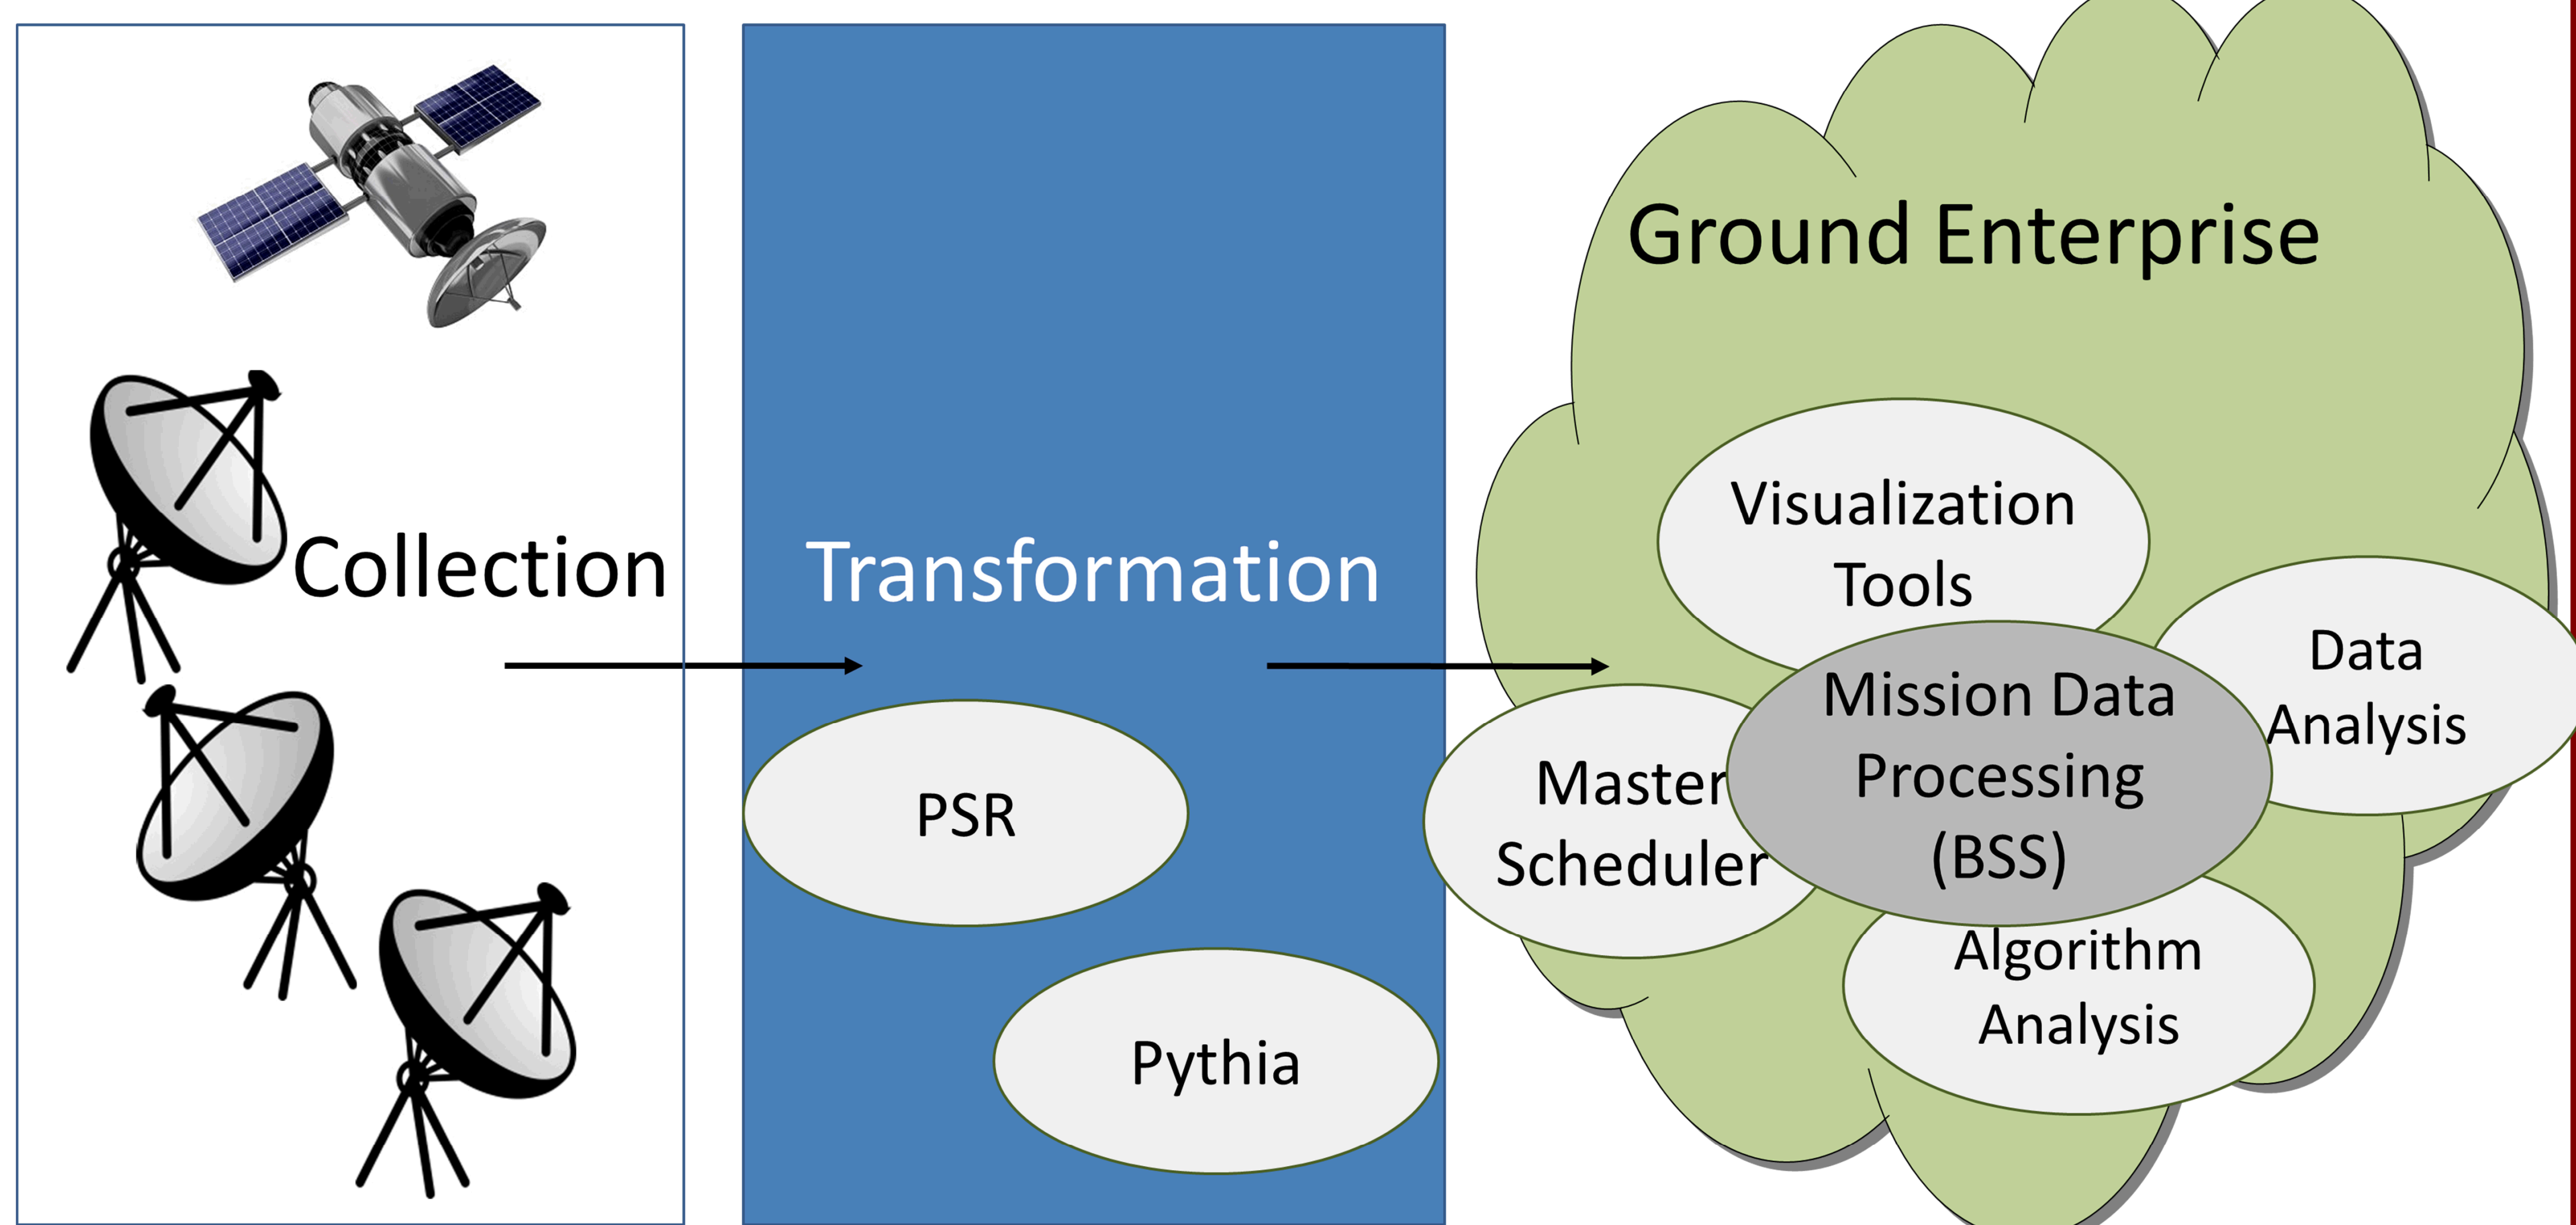 Collection
Transformation
PSR
Pythia
Ground Enterprise
Visualization
Tools
Data
Analysis
Mission Data
Processing
(BSS)
Master
Scheduler
Algorithm
Analysis